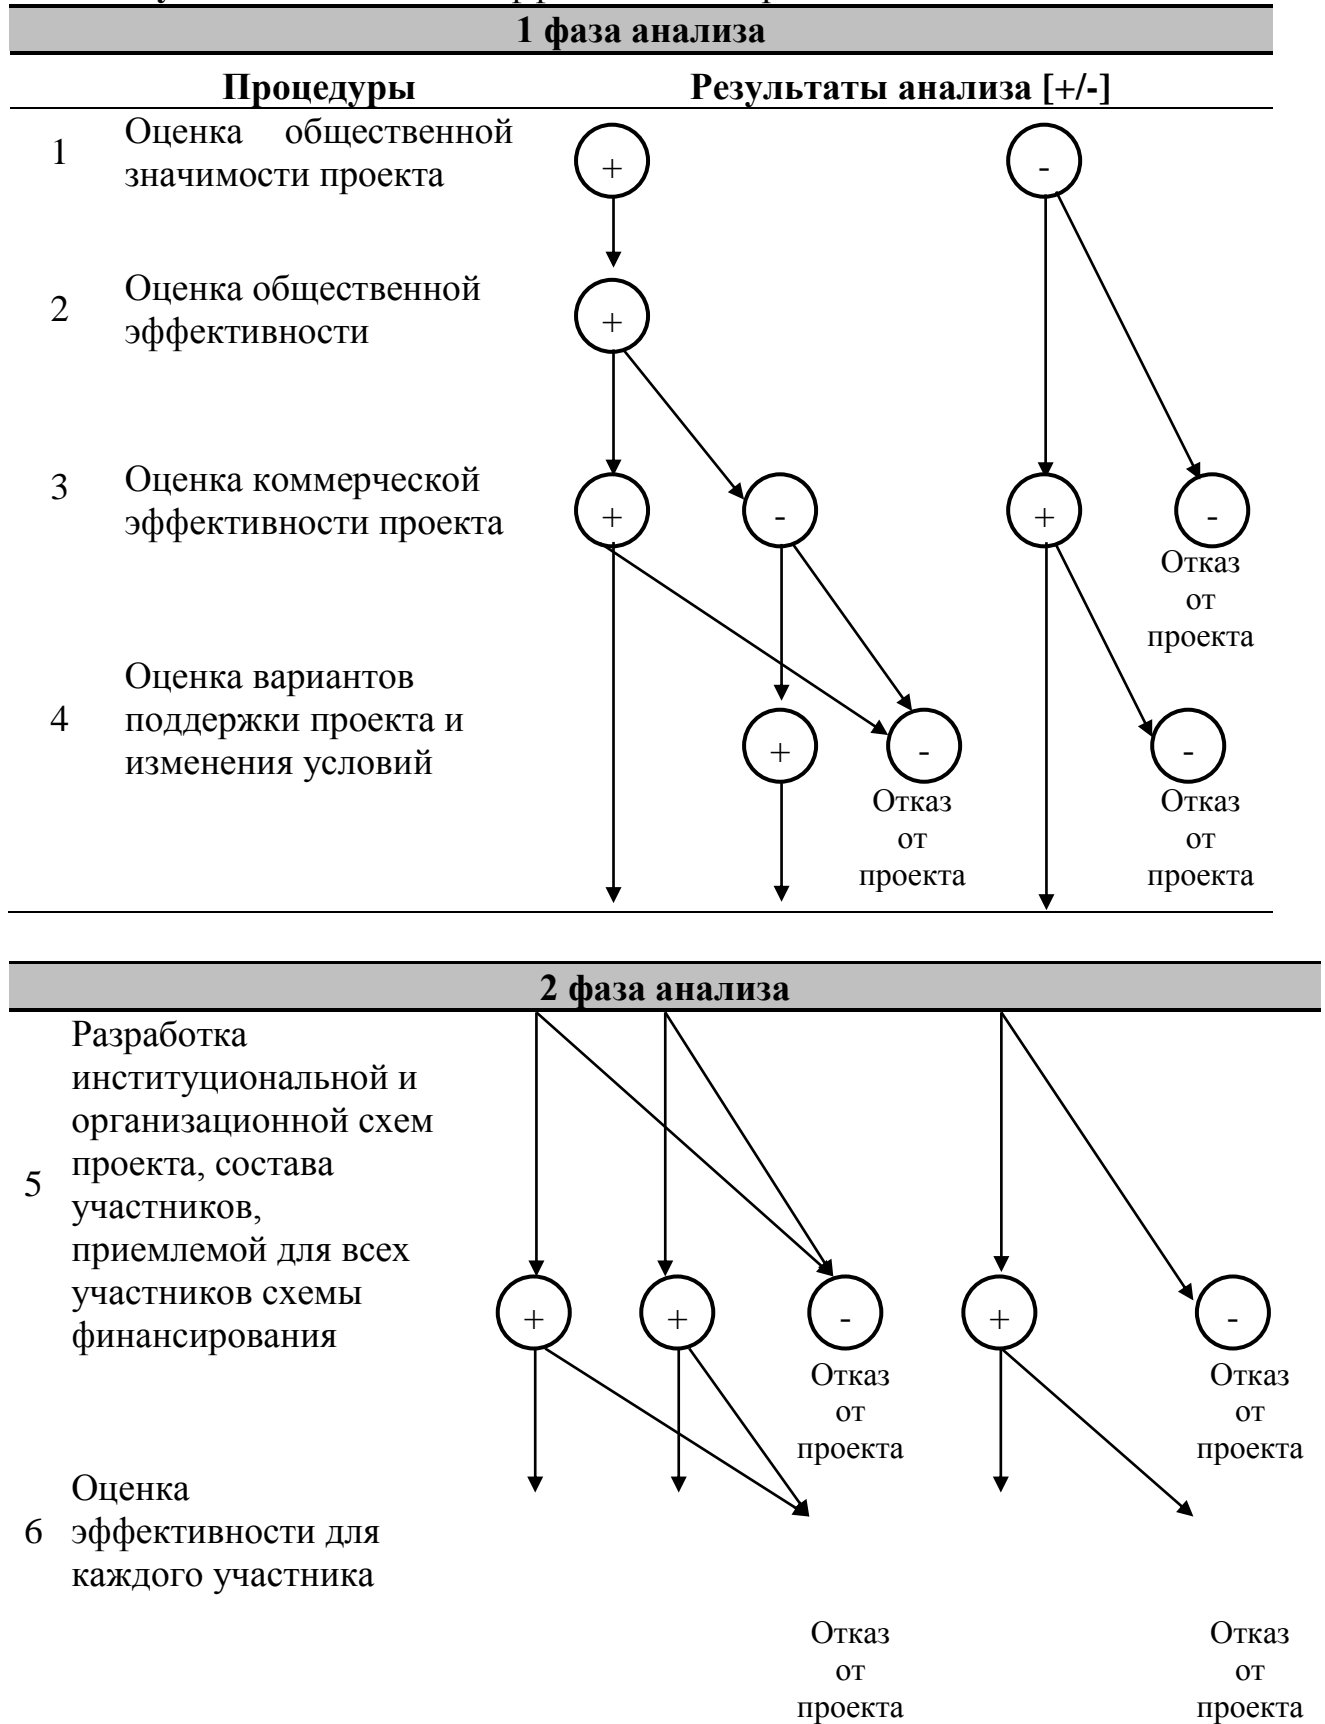 1 фаза анализа
Процедуры Результаты анализа [+/-]
1 Оценка общественной
значимости проекта
+ -
2 Оценка общественной
эффективности
+
3 Оценка коммерческой
эффективности проекта
+ - + -
Отказ
от
проекта
4 Оценка вариантов
поддержки проекта и
изменения условий
+ - -
Отказ Отказ
от от
проекта проекта
2 фаза анализа
5 Разработка
институциональной и
организационной схем
проекта, состава
участников,
приемлемой для всех
участников схемы
финансирования
+ + - + -
Отказ Отказ
от от
проекта проекта
6 Оценка
эффективности для
каждого участника
Отказ Отказ
от от
проекта проекта